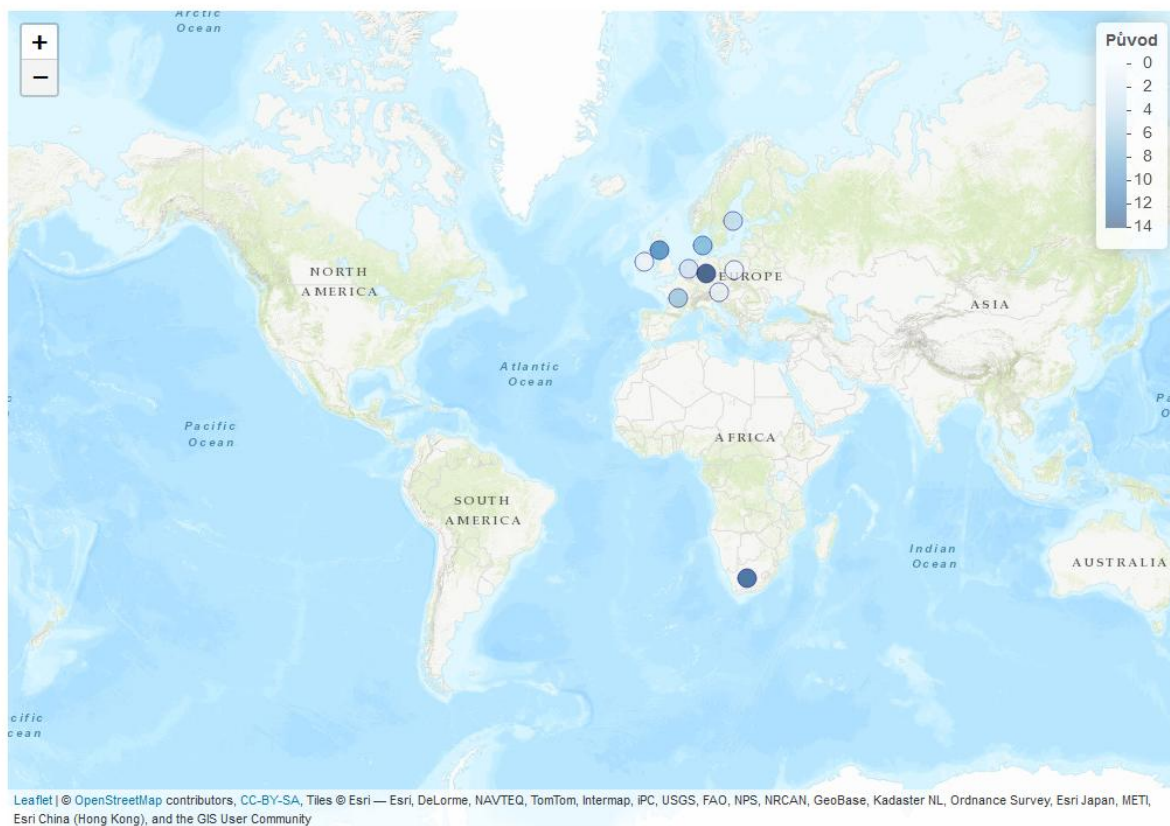 Arctic
Ocean
+
−
Původ
0
2
4
6
8
10
12
14
NORTH
AMERICA
EUROPE
ASIA
Atlantic
Ocean
Pacific
Ocean
AFRICA
SOUTH
AMERICA
Indian
Ocean
AUSTRALIA
Pa
O
cific
cean
Leaflet | © OpenStreetMap contributors, CC-BY-SA, Tiles © Esri — Esri, DeLorme, NAVTEQ, TomTom, Intermap, iPC, USGS, FAO, NPS, NRCAN, GeoBase, Kadaster NL, Ordnance Survey, Esri Japan, METI,
Esri China (Hong Kong), and the GIS User Community